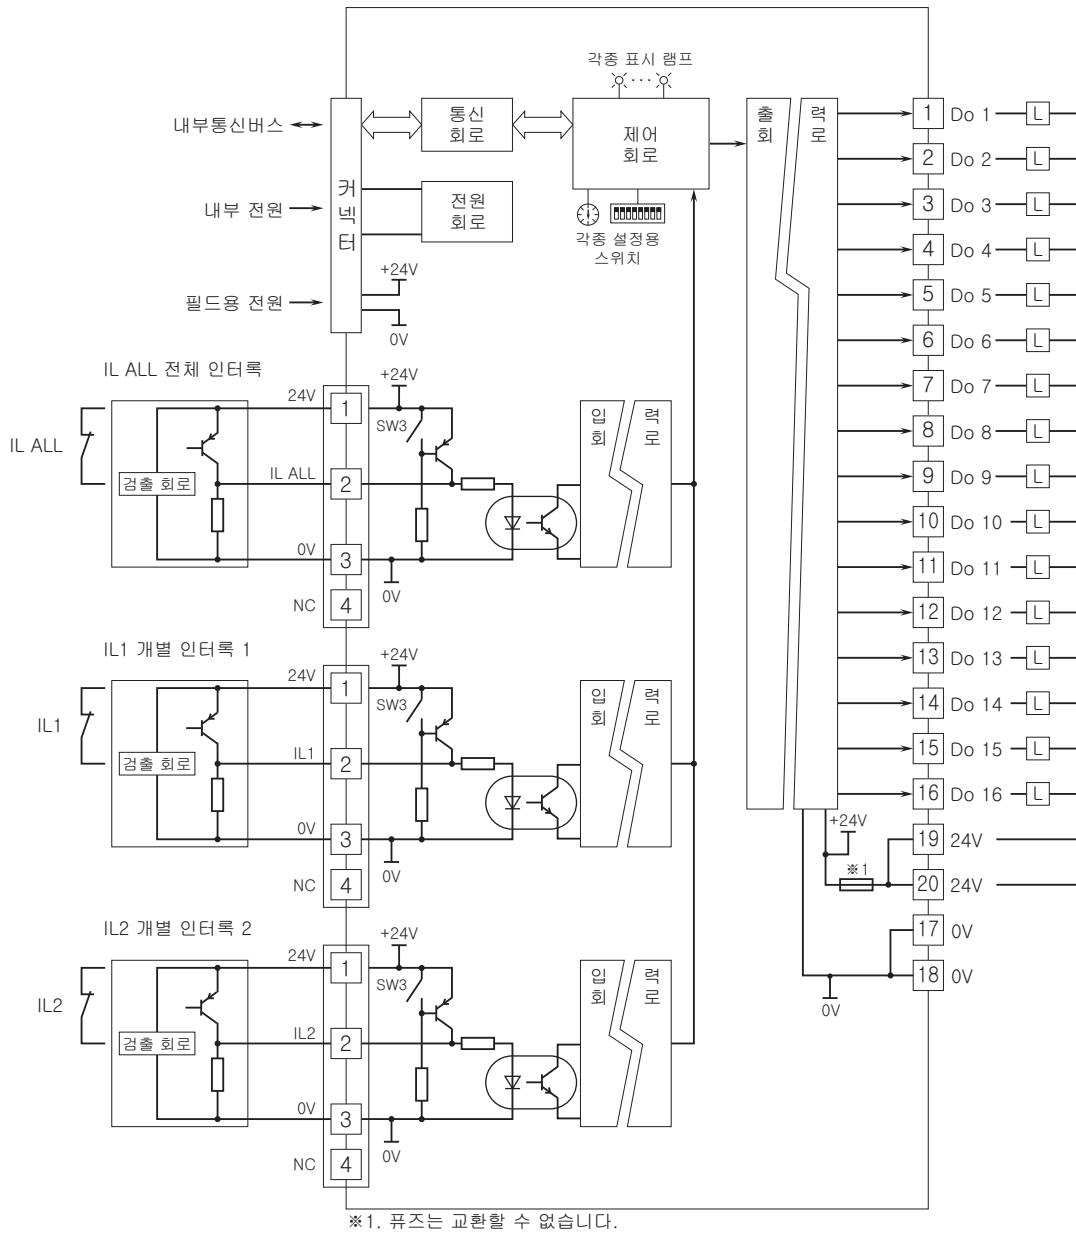 각종 표시 램프
내부통신버스
통신
회로
제어
회로
커
넥
터
내부 전원
전원
회로
각종 설정용
스위치
필드용 전원
+24V
0V
출 력
회 로
1 Do 1 L
2 Do 2 L
3 Do 3 L
4 Do 4 L
5 Do 5 L
6 Do 6 L
7 Do 7 L
8 Do 8 L
9 Do 9 L
10 Do 10 L
11 Do 11 L
12 Do 12 L
13 Do 13 L
14 Do 14 L
15 Do 15 L
16 Do 16 L
+24V
19 24V
※1
20 24V
17 0V
18 0V
0V
IL ALL 전체 인터록
24V 1
+24V
SW3
IL ALL
검출 회로
IL ALL 2
0V 3
0V
NC 4
입 력
회 로
IL1 개별 인터록 1
24V 1
+24V
SW3
IL1
검출 회로
IL1 2
0V 3
0V
NC 4
입 력
회 로
IL2 개별 인터록 2
24V 1
+24V
SW3
IL2
검출 회로
IL2 2
0V 3
0V
NC 4
입 력
회 로
※1. 퓨즈는 교환할 수 없습니다.